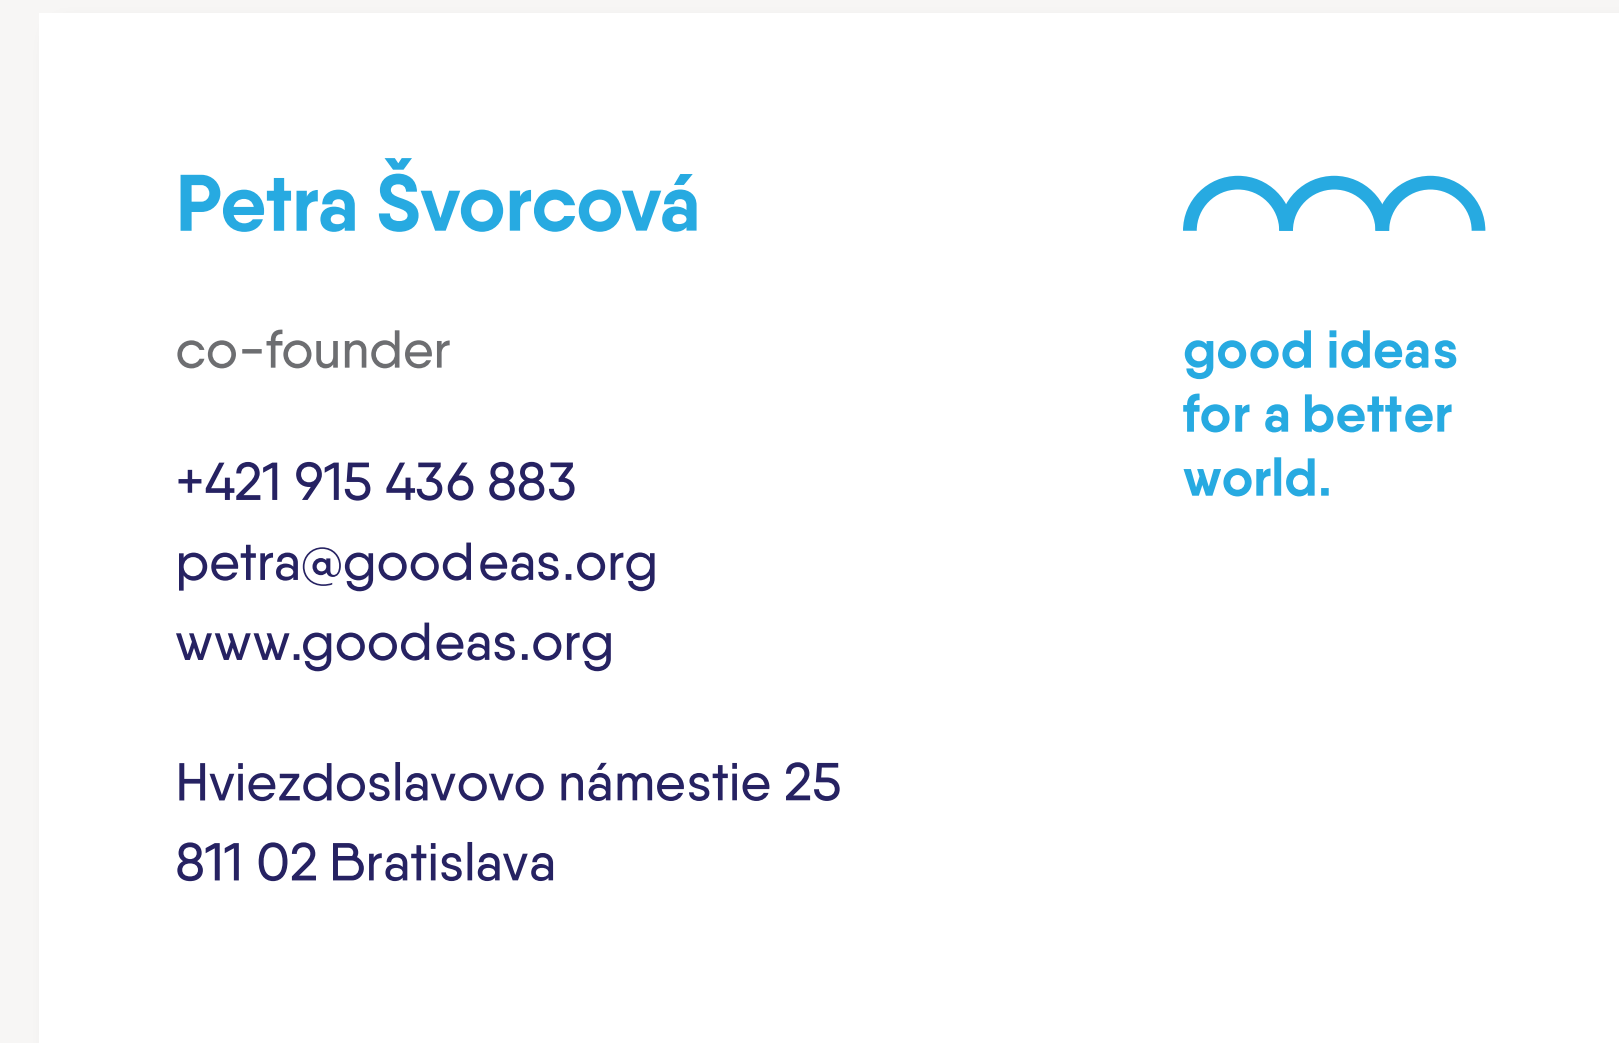 Petra Švorcová
co-founder
+421 915 436 883
petra@goodeas.org
www.goodeas.org
Hviezdoslavovo námestie 25
811 02 Bratislava
good ideas
for a better
world.